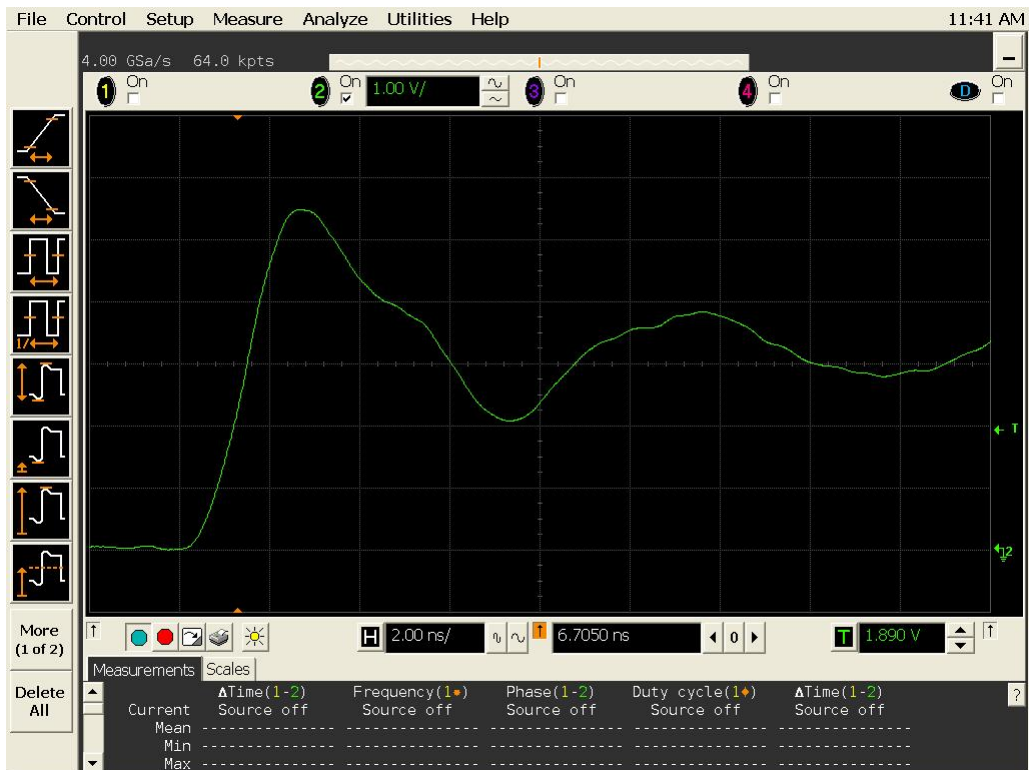 File Control Setup Measure Analyze Utilities Help 11:41 AM
4.00 GSa/s 64.0 kpts
1 On 2 On 1.00 V/ 3 On 4 On D On
T
2
1/
More
(1 of 2)
Delete
All
H 2.00 ns/ 6.7050 ns 0 T 1.890 V
Measurements Scales
ΔTime(1-2) Frequency(1) Phase(1-2) Duty cycle(1) ΔTime(1-2) ?
Current Source off Source off Source off Source off Source off
Mean -------------- -------------- -------------- -------------- --------------
Min -------------- -------------- -------------- -------------- --------------
Max -------------- -------------- -------------- -------------- --------------